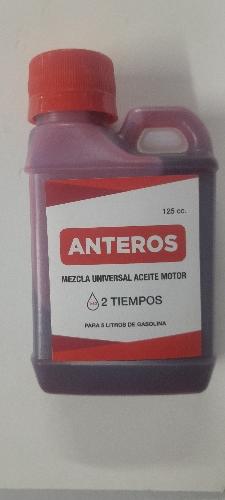 125 cc.
ANTEROS
MEZCLA UNIVERSAL ACEITE MOTOR
2 TIEMPOS
PARA 5 LITROS DE GASOLINA